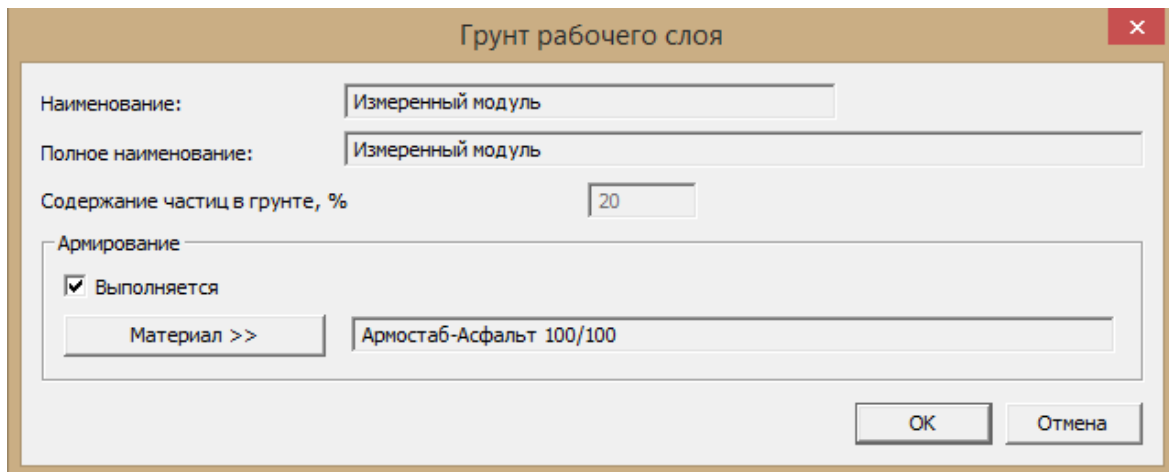 Грунт рабочего слоя
Наименование: Измеренный модуль
Полное наименование: Измеренный модуль
Содержание частиц в грунте, % 20
Армирование
Выполняется
Материал >> Армостаб-Асфальт 100/100
OK Отмена